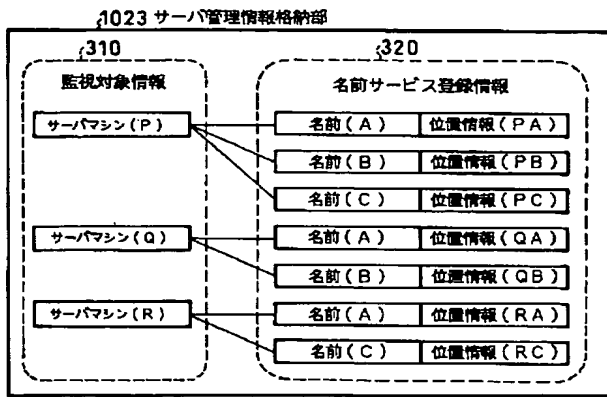 1023 サーバ管理情報格納部
310 320
監視対象情報 名前サービス登録情報
サーバマシン(P) 名前(A) 位置情報(PA)
名前(B) 位置情報(PB)
名前(C) 位置情報(PC)
サーバマシン(Q) 名前(A) 位置情報(QA)
名前(B) 位置情報(QB)
サーバマシン(R) 名前(A) 位置情報(RA)
名前(C) 位置情報(RC)